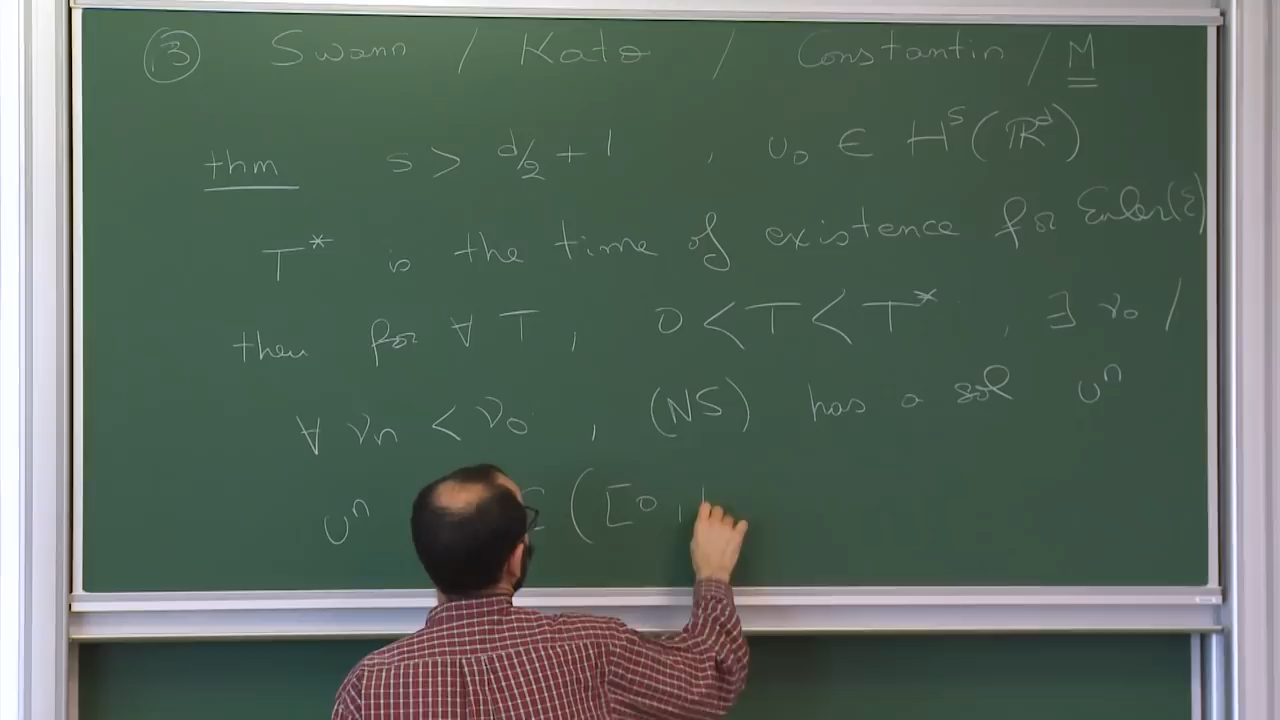 ③ Swann / Kato / Constantin / M
thm s > d/2 + 1 , u₀ ∈ Hˢ(ℝᵈ)
T* is the time of existence for Euler(E)
then for ∀ T , 0 < T < T* , ∃ ν₀ /
∀ νn < ν₀ , (NS) has a sol uⁿ
uⁿ ([0 ,